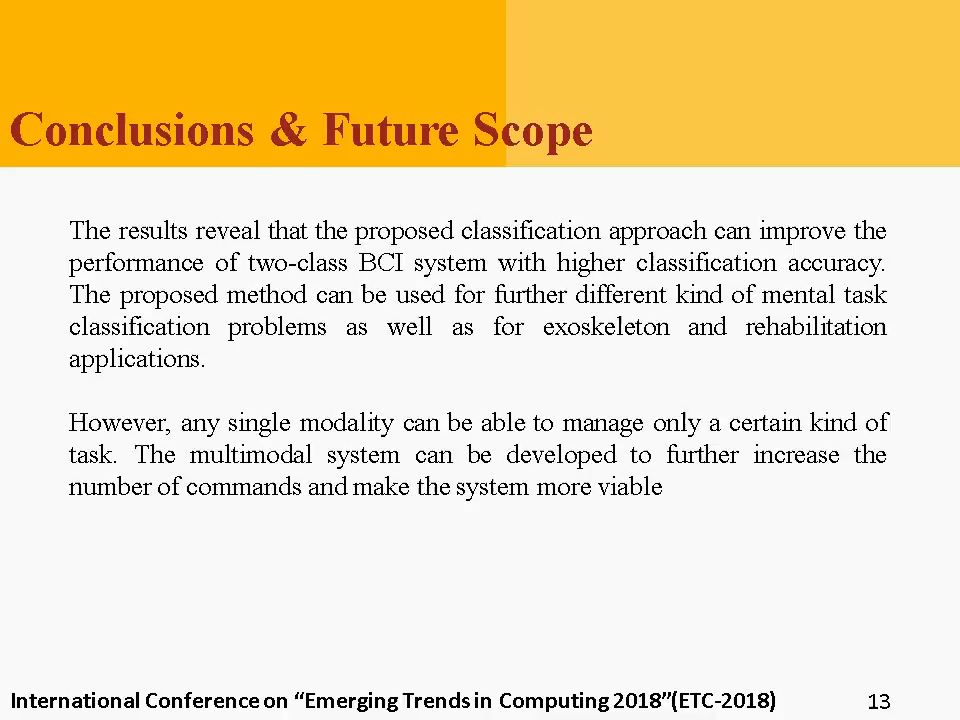 Conclusions & Future Scope
The results reveal that the proposed classification approach can improve the
performance of two-class BCI system with higher classification accuracy.
The proposed method can be used for further different kind of mental task
classification problems as well as for exoskeleton and rehabilitation
applications.
However, any single modality can be able to manage only a certain kind of
task. The multimodal system can be developed to further increase the
number of commands and make the system more viable
International Conference on “Emerging Trends in Computing 2018”(ETC-2018) 13